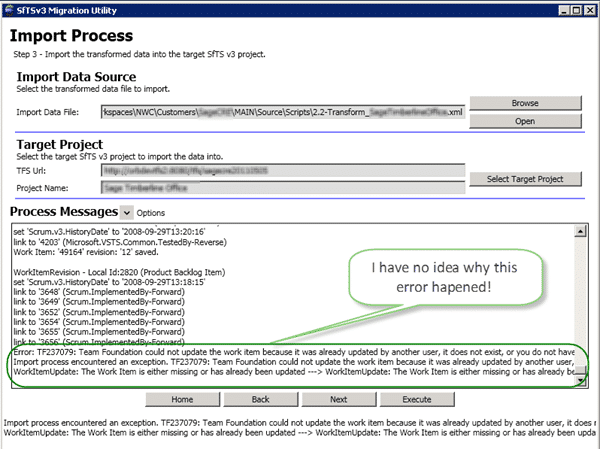 SfTSv3 Migration Utility
Import Process
Step 3 - Import the transformed data into the target SfTS v3 project.
Import Data Source
Select the transformed data file to import.
Import Data File:
kspaces\NWC\Customers\ \MAIN\Source\Scripts\2.2-Transform_ .xml
Browse
Open
Target Project
Select the target SfTS v3 project to import the data into.
TFS Url:
Project Name:
Select Target Project
Process Messages
Options
set 'Scrum.v3.HistoryDate' to '2008-09-29T13:20:16'
link to '4203' (Microsoft.VSTS.Common.TestedBy-Reverse)
Work Item: '49164' revision: '12' saved.
WorkItemRevision - Local Id:2820 (Product Backlog Item)
set 'Scrum.v3.HistoryDate' to '2008-09-29T13:18:15'
link to '3648' (Scrum.ImplementedBy-Forward)
link to '3649' (Scrum.ImplementedBy-Forward)
link to '3652' (Scrum.ImplementedBy-Forward)
link to '3654' (Scrum.ImplementedBy-Forward)
link to '3655' (Scrum.ImplementedBy-Forward)
link to '3656' (Scrum.ImplementedBy-Forward)
I have no idea why this
error hapened!
Error: TF237079: Team Foundation could not update the work item because it was already updated by another user, it does not exist, or you do not have
Import process encountered an exception. TF237079: Team Foundation could not update the work item because it was already updated by another user,
WorkItemUpdate: The Work Item is either missing or has already been updated ---> WorkItemUpdate: The Work Item is either missing or has already be
Home
Back
Next
Execute
Import process encountered an exception. TF237079: Team Foundation could not update the work item because it was already updated by another user, it does n
WorkItemUpdate: The Work Item is either missing or has already been updated ---> WorkItemUpdate: The Work Item is either missing or has already been upda